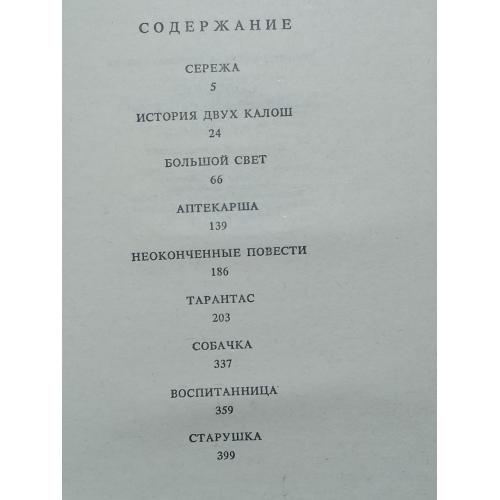 СОДЕРЖАНИЕ
СЕРЕЖА
5
ИСТОРИЯ ДВУХ КАЛОШ
24
БОЛЬШОЙ СВЕТ
66
АПТЕКАРША
139
НЕОКОНЧЕННЫЕ ПОВЕСТИ
186
ТАРАНТАС
203
СОБАЧКА
337
ВОСПИТАННИЦА
359
СТАРУШКА
399